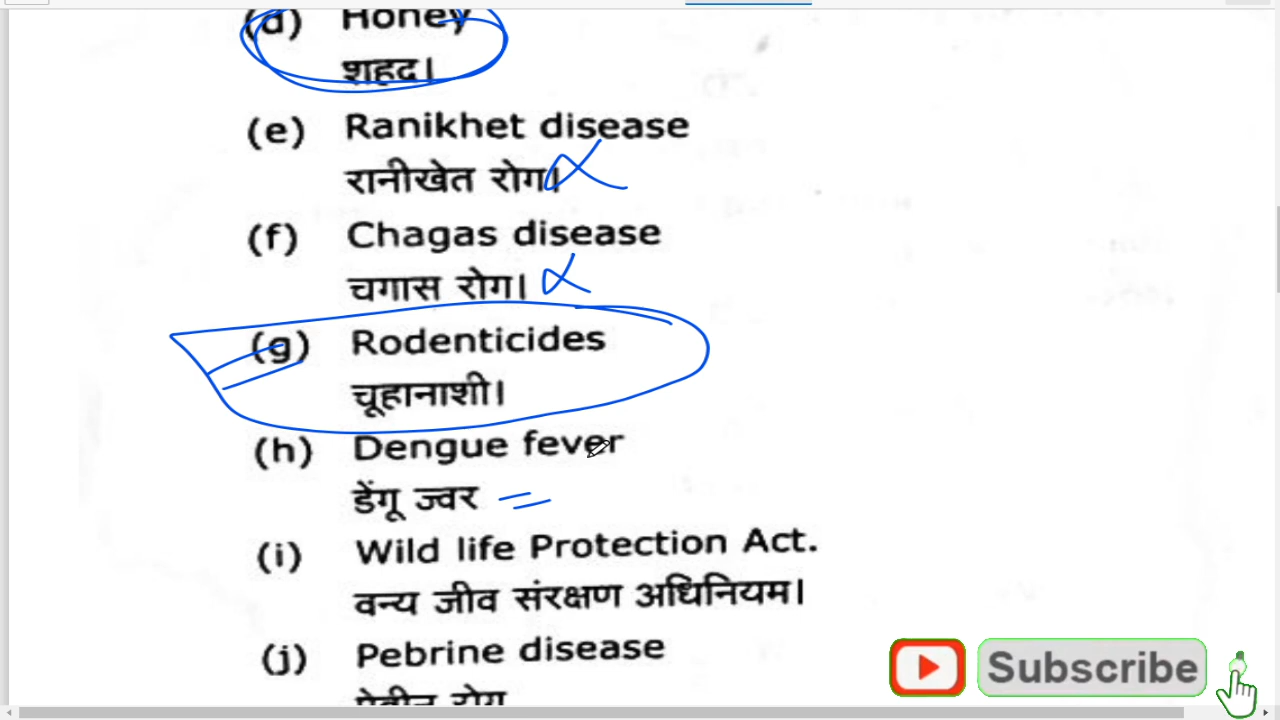 (d) Honey
शहद।
(e) Ranikhet disease
रानीखेत रोग।
(f) Chagas disease
चगास रोग।
(g) Rodenticides
चूहानाशी।
(h) Dengue fever
डेंगू ज्वर
(i) Wild life Protection Act.
वन्य जीव संरक्षण अधिनियम।
(j) Pebrine disease
पेब्रीन रोग
Subscribe